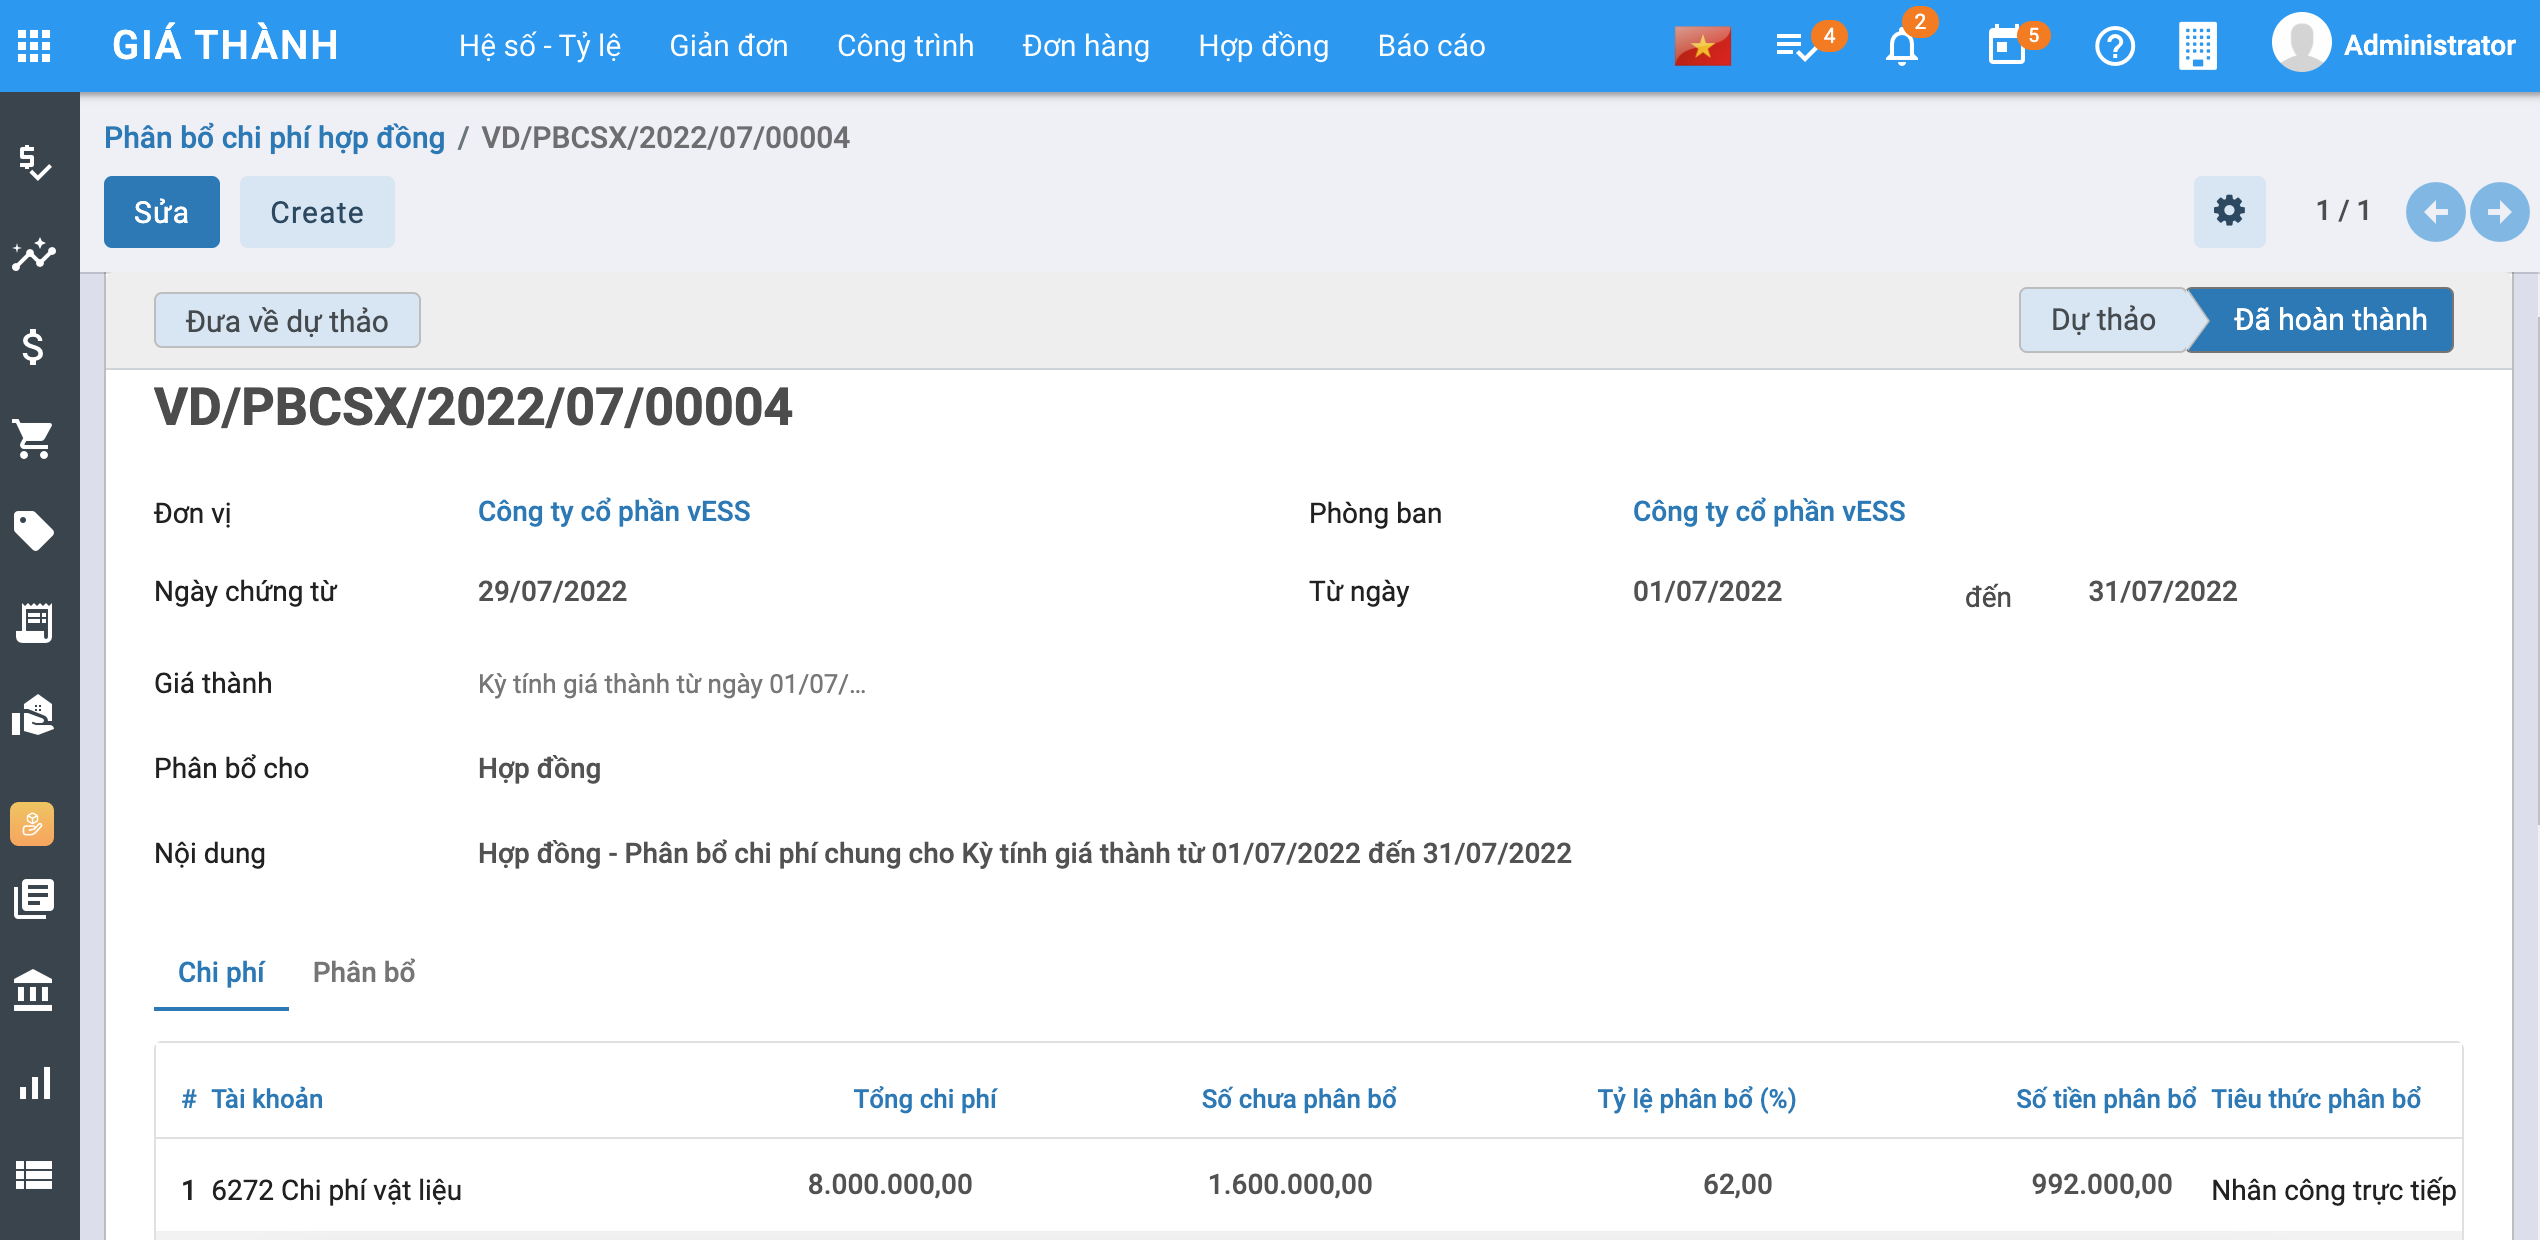 GIÁ THÀNH Hệ số - Tỷ lệ Giản đơn Công trình Đơn hàng Hợp đồng Báo cáo 4 2 5 Administrator
Phân bổ chi phí hợp đồng / VD/PBCSX/2022/07/00004
Sửa Create 1 / 1
Đưa về dự thảo Dự thảo Đã hoàn thành
VD/PBCSX/2022/07/00004
Đơn vị Công ty cổ phần vESS Phòng ban Công ty cổ phần vESS
Ngày chứng từ 29/07/2022 Từ ngày 01/07/2022 đến 31/07/2022
Giá thành Kỳ tính giá thành từ ngày 01/07/...
Phân bổ cho Hợp đồng
Nội dung Hợp đồng - Phân bổ chi phí chung cho Kỳ tính giá thành từ 01/07/2022 đến 31/07/2022
Chi phí Phân bổ
# Tài khoản Tổng chi phí Số chưa phân bổ Tỷ lệ phân bổ (%) Số tiền phân bổ Tiêu thức phân bổ
1 6272 Chi phí vật liệu 8.000.000,00 1.600.000,00 62,00 992.000,00 Nhân công trực tiếp